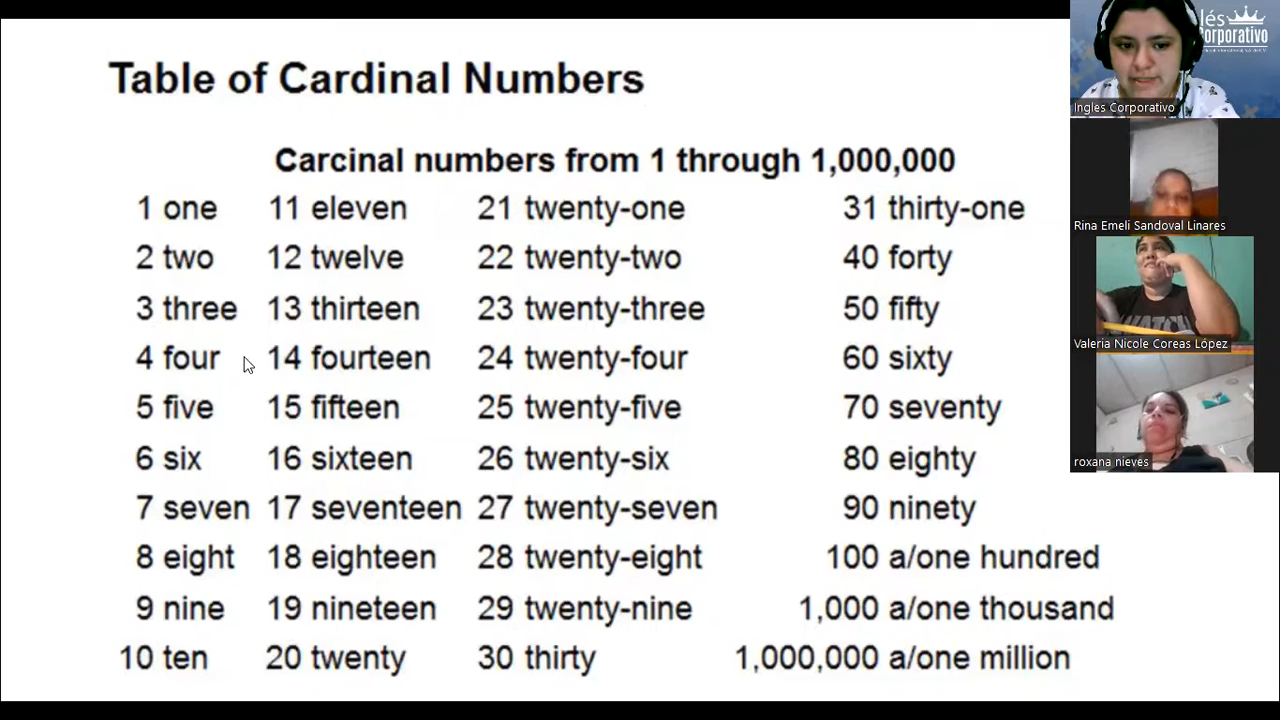 Table of Cardinal Numbers
Carcinal numbers from 1 through 1,000,000
1 one 11 eleven 21 twenty-one 31 thirty-one
2 two 12 twelve 22 twenty-two 40 forty
3 three 13 thirteen 23 twenty-three 50 fifty
4 four 14 fourteen 24 twenty-four 60 sixty
5 five 15 fifteen 25 twenty-five 70 seventy
6 six 16 sixteen 26 twenty-six 80 eighty
7 seven 17 seventeen 27 twenty-seven 90 ninety
8 eight 18 eighteen 28 twenty-eight 100 a/one hundred
9 nine 19 nineteen 29 twenty-nine 1,000 a/one thousand
10 ten 20 twenty 30 thirty 1,000,000 a/one million
lés
orporativo
Ingles Corporativo
Rina Emeli Sandoval Linares
Valeria Nicole Coreas López
roxana nieves